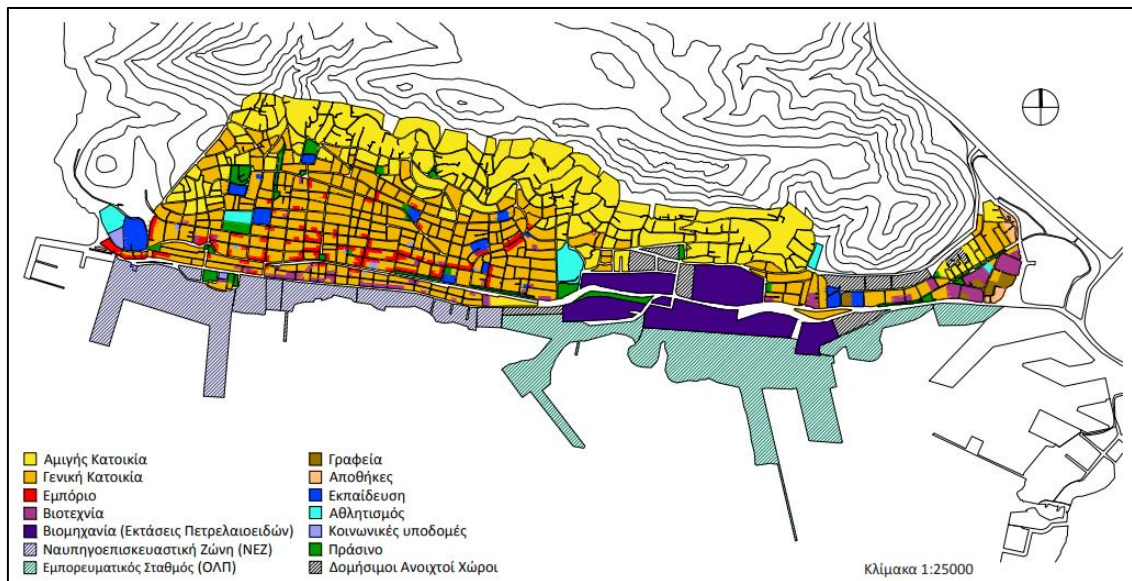 Αμιγής Κατοικία
Γενική Κατοικία
Εμπόριο
Βιοτεχνία
Βιομηχανία (Εκτάσεις Πετρελαιοειδών)
Ναυπηγοεπισκευαστική Ζώνη (ΝΕΖ)
Εμπορευματικός Σταθμός (ΟΛΠ)
Γραφεία
Αποθήκες
Εκπαίδευση
Αθλητισμός
Κοινωνικές υποδομές
Πράσινο
Δομήσιμοι Ανοιχτοί Χώροι
Κλίμακα 1:25000